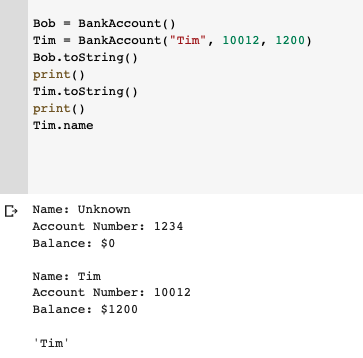 Bob = BankAccount()
Tim = BankAccount("Tim", 10012, 1200)
Bob.toString()
print()
Tim.toString()
print()
Tim.name
Name: Unknown
Account Number: 1234
Balance: $0
Name: Tim
Account Number: 10012
Balance: $1200
'Tim'